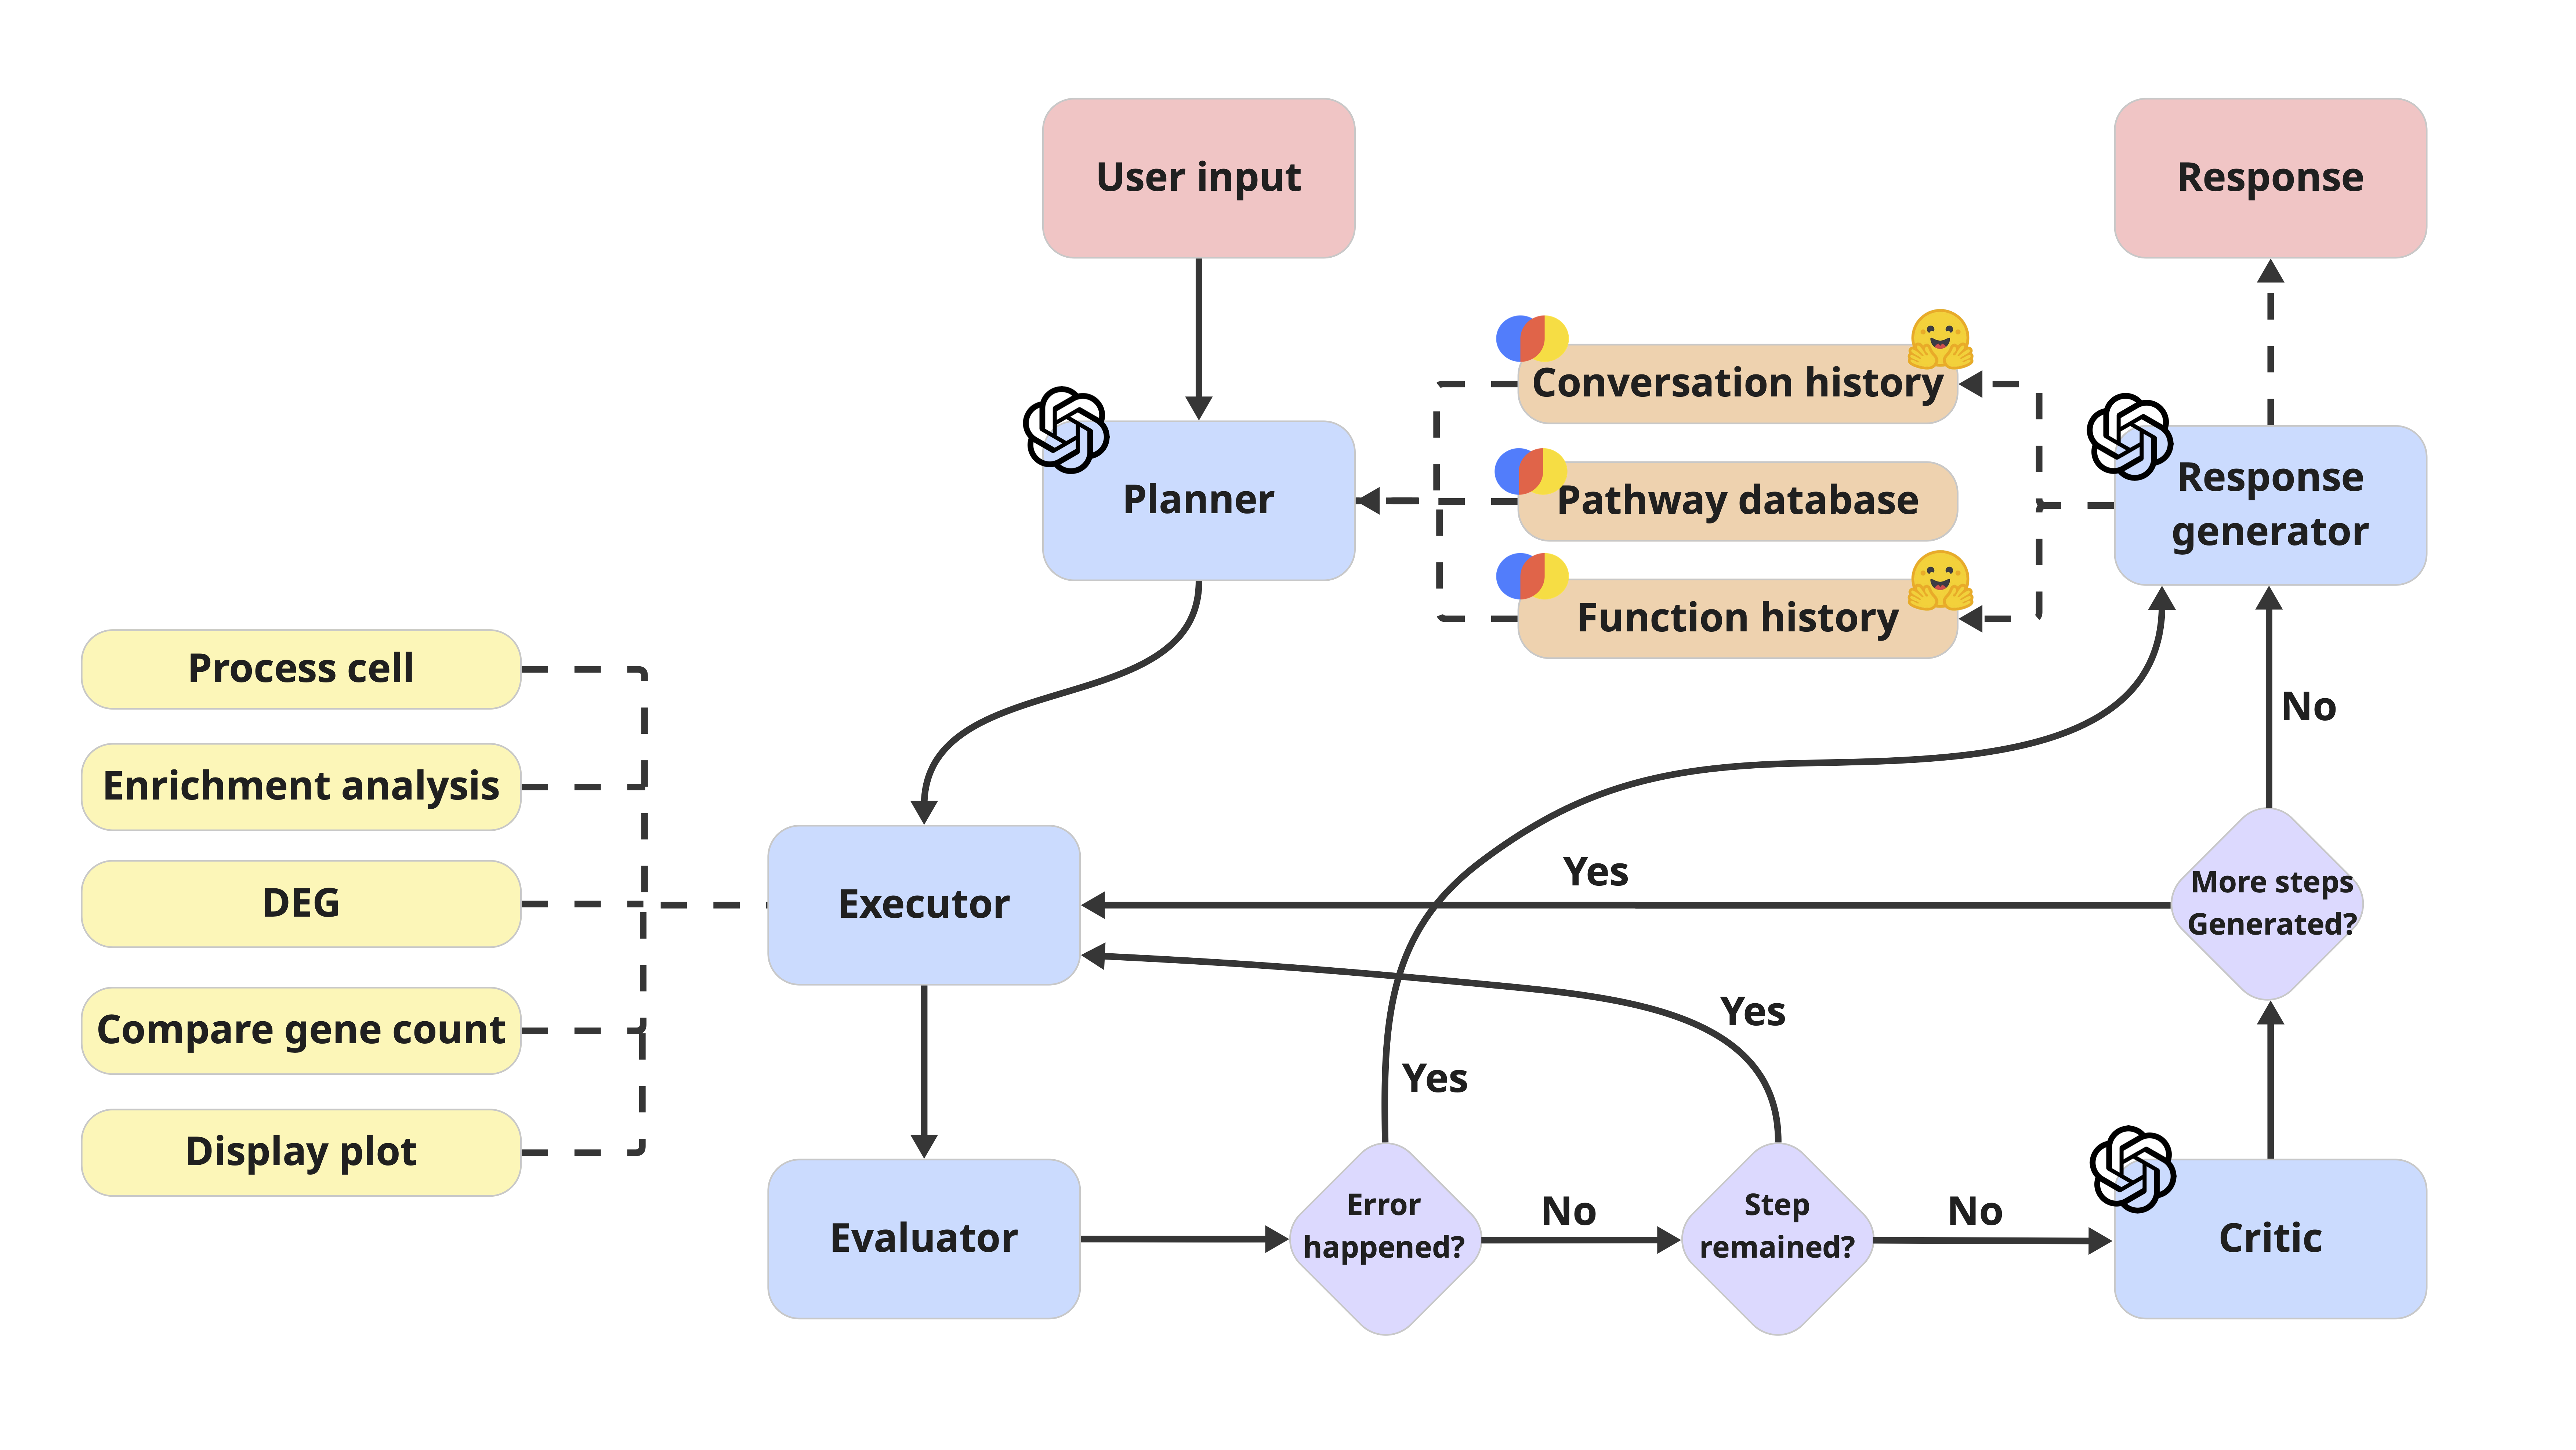 User input
Response
Conversation history
Planner
Pathway database
Response
generator
Function history
Process cell
Enrichment analysis
DEG
Compare gene count
Display plot
No
Yes
Executor
More steps
Generated?
Yes
Yes
Evaluator
Error
happened?
No
Step
remained?
No
Critic